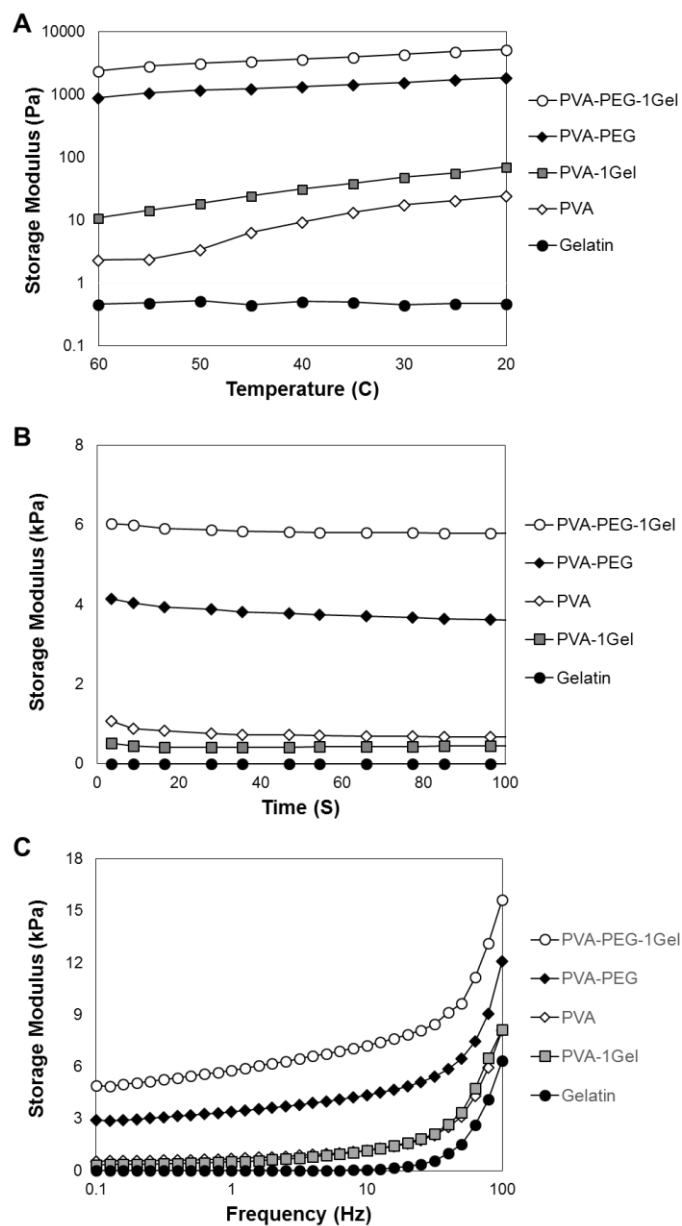 A
Storage Modulus (Pa)
10000
1000
100
10
1
0.1
60
50
40
30
20
Temperature (C)
PVA-PEG-1Gel
PVA-PEG
PVA-1Gel
PVA
Gelatin
B
Storage Modulus (kPa)
8
6
4
2
0
0
20
40
60
80
100
Time (S)
PVA-PEG-1Gel
PVA-PEG
PVA
PVA-1Gel
Gelatin
C
Storage Modulus (kPa)
18
15
12
9
6
3
0
0.1
1
10
100
Frequency (Hz)
PVA-PEG-1Gel
PVA-PEG
PVA
PVA-1Gel
Gelatin